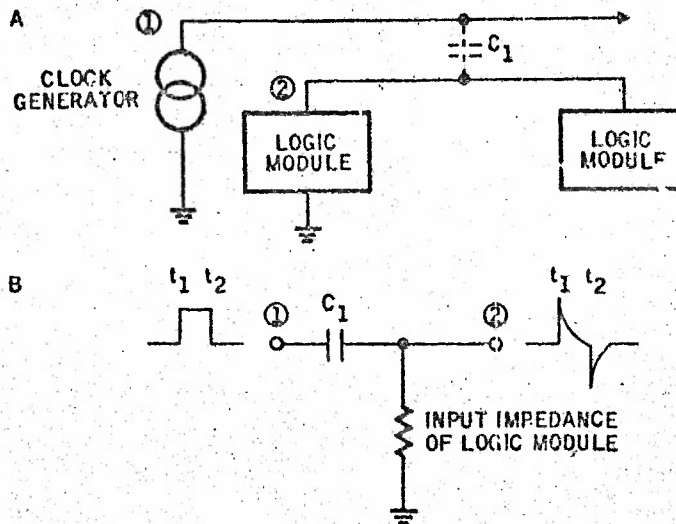 A
①
C1
CLOCK
GENERATOR
②
LOGIC
MODULE
LOGIC
MODULE
B
t1 t2
①
C1
②
t1 t2
INPUT IMPEDANCE
OF LOGIC MODULE